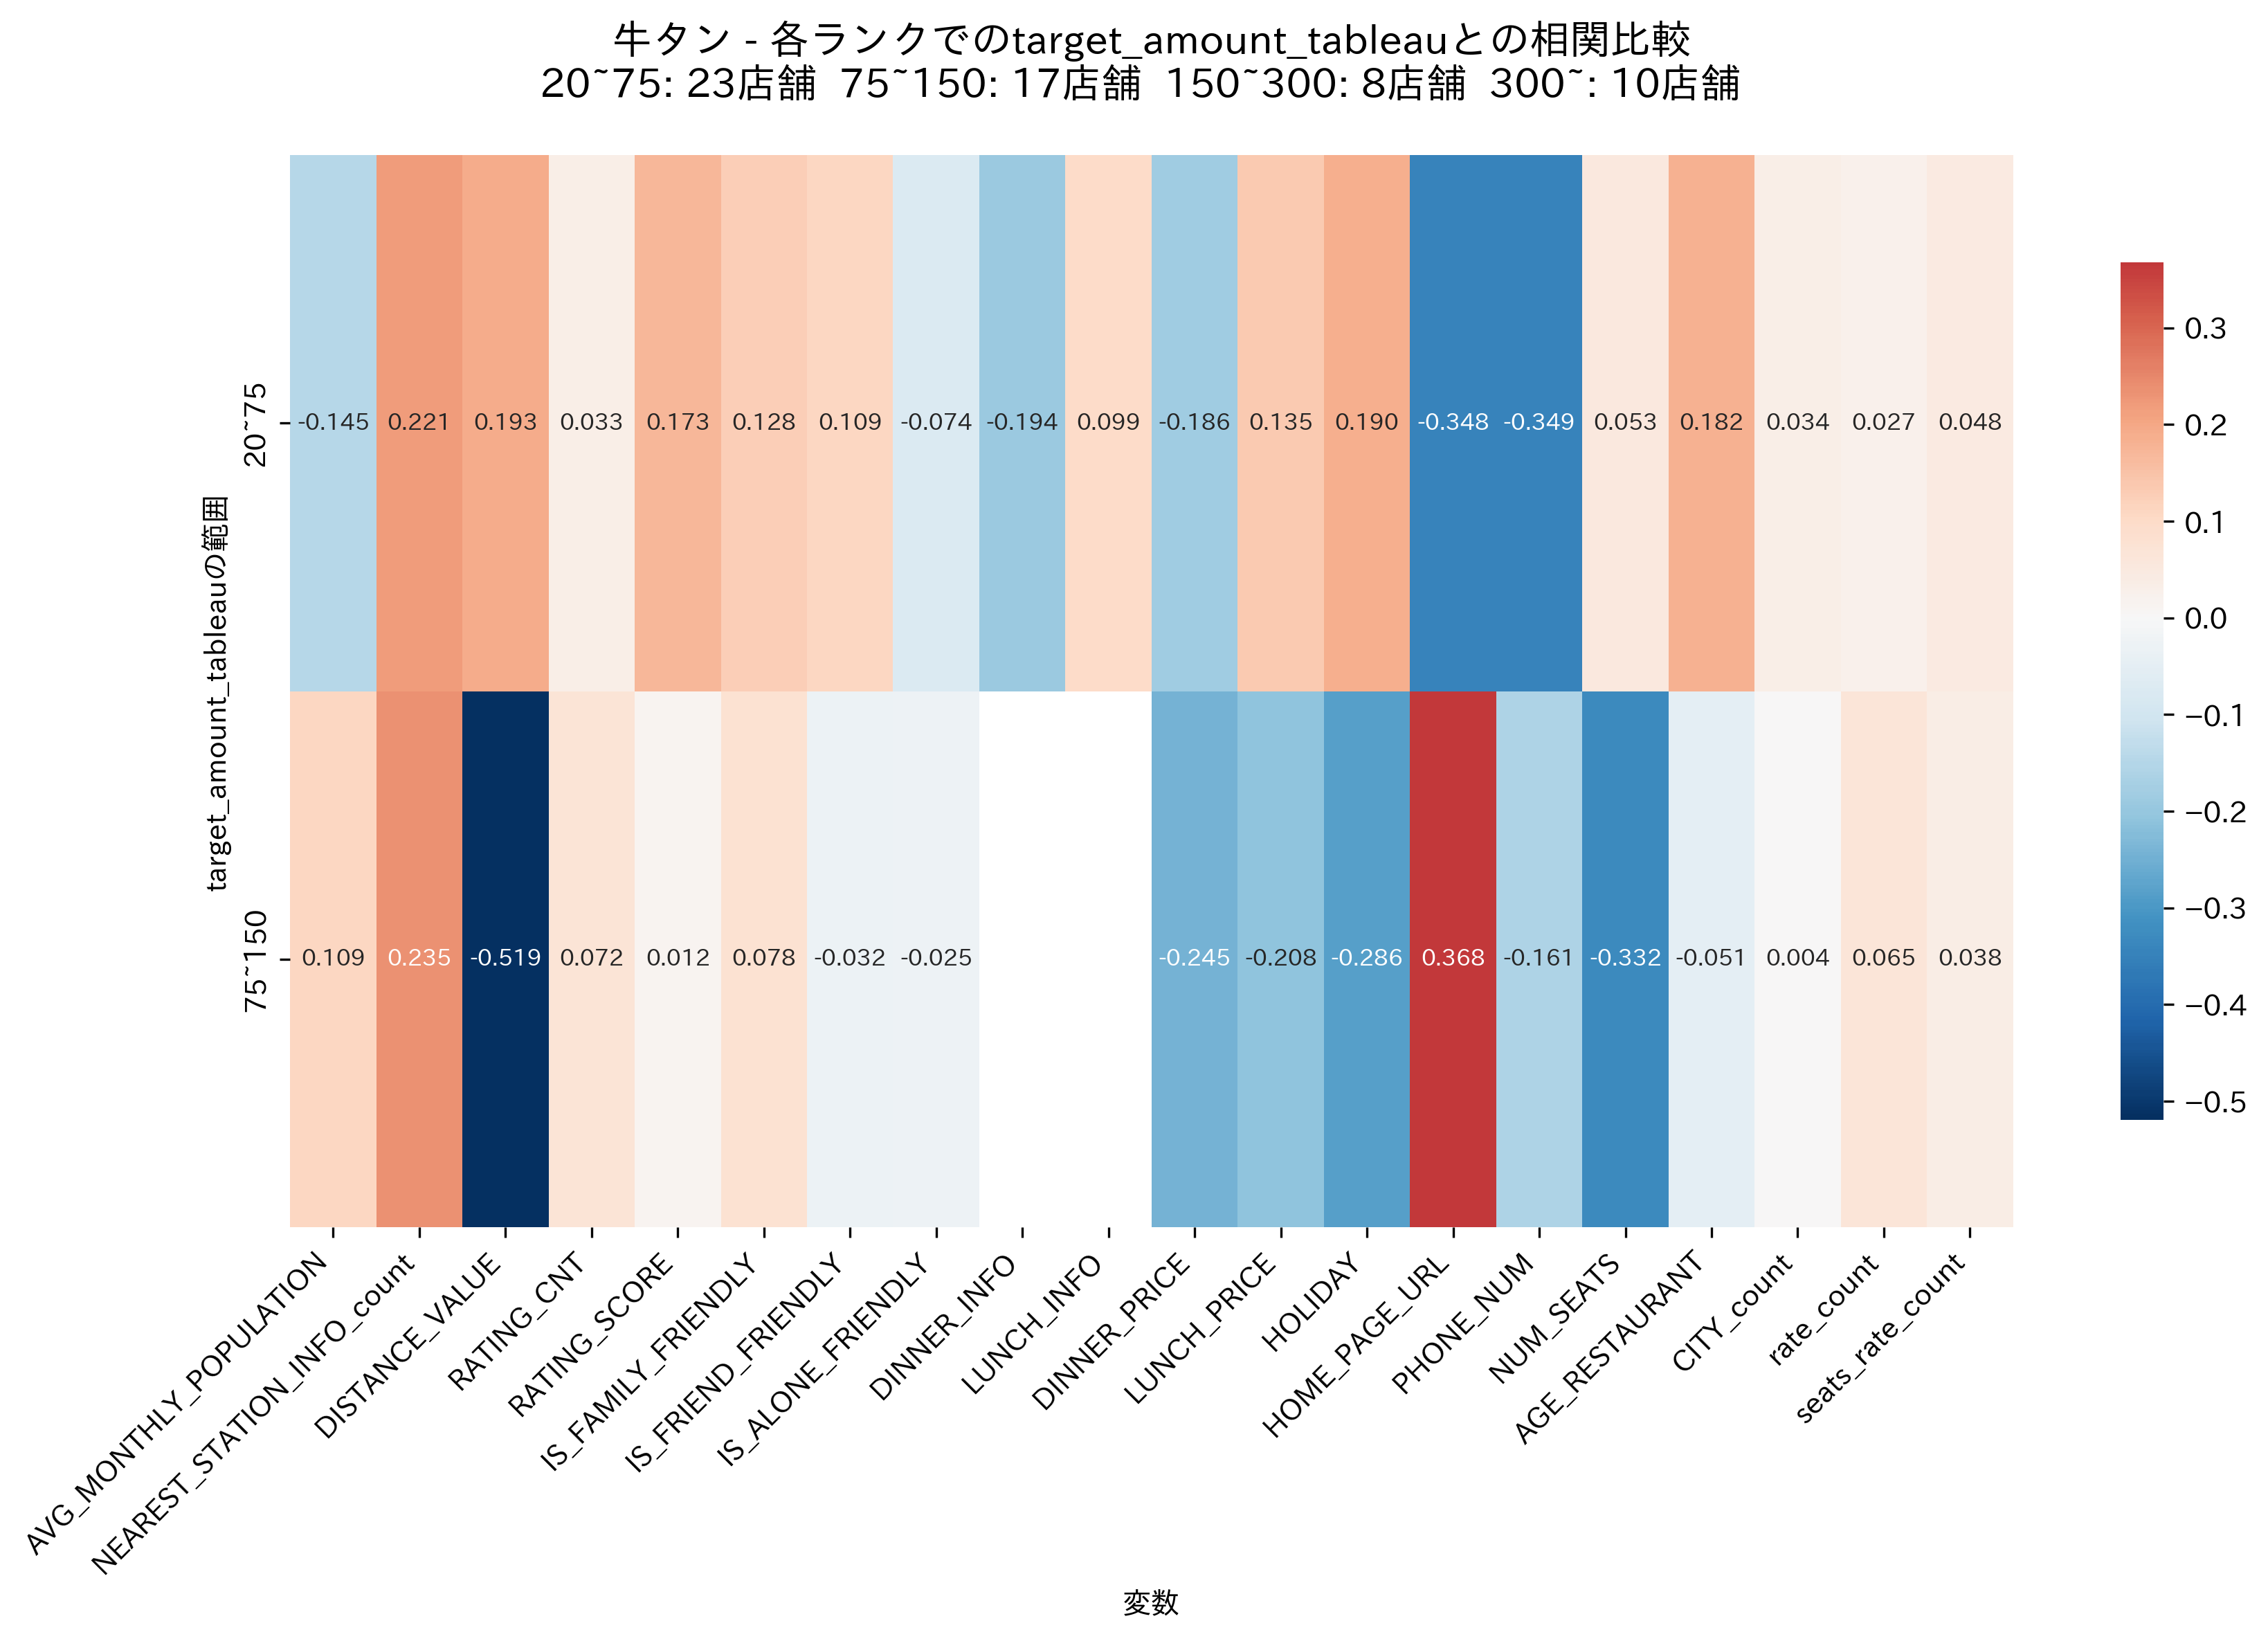 牛タン - 各ランクでのtarget_amount_tableauとの相関比較
20~75: 23店舗  75~150: 17店舗  150~300: 8店舗  300~: 10店舗
target_amount_tableauの範囲
20~75
-0.145 0.221 0.193 0.033 0.173 0.128 0.109 -0.074 -0.194 0.099 -0.186 0.135 0.190 -0.348 -0.349 0.053 0.182 0.034 0.027 0.048
75~150
0.109 0.235 -0.519 0.072 0.012 0.078 -0.032 -0.025 -0.245 -0.208 -0.286 0.368 -0.161 -0.332 -0.051 0.004 0.065 0.038
AVG_MONTHLY_POPULATION
NEAREST_STATION_INFO_count
DISTANCE_VALUE
RATING_CNT
RATING_SCORE
IS_FAMILY_FRIENDLY
IS_FRIEND_FRIENDLY
IS_ALONE_FRIENDLY
DINNER_INFO
LUNCH_INFO
DINNER_PRICE
LUNCH_PRICE
HOLIDAY
HOME_PAGE_URL
PHONE_NUM
NUM_SEATS
AGE_RESTAURANT
CITY_count
rate_count
seats_rate_count
変数
0.3
0.2
0.1
0.0
−0.1
−0.2
−0.3
−0.4
−0.5